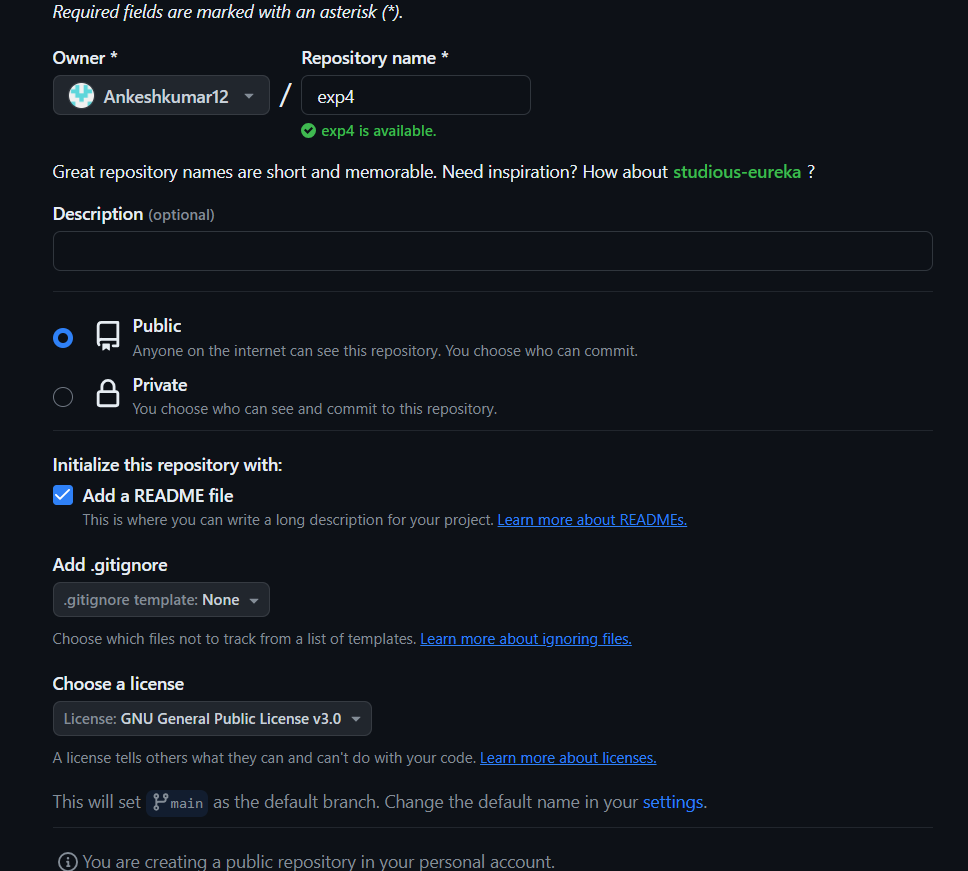 Required fields are marked with an asterisk (*).
Owner * Repository name *
Ankeshkumar12 / exp4
exp4 is available.
Great repository names are short and memorable. Need inspiration? How about studious-eureka ?
Description (optional)
Public
Anyone on the internet can see this repository. You choose who can commit.
Private
You choose who can see and commit to this repository.
Initialize this repository with:
Add a README file
This is where you can write a long description for your project. Learn more about READMEs.
Add .gitignore
.gitignore template: None
Choose which files not to track from a list of templates. Learn more about ignoring files.
Choose a license
License: GNU General Public License v3.0
A license tells others what they can and can't do with your code. Learn more about licenses.
This will set main as the default branch. Change the default name in your settings.
You are creating a public repository in your personal account.